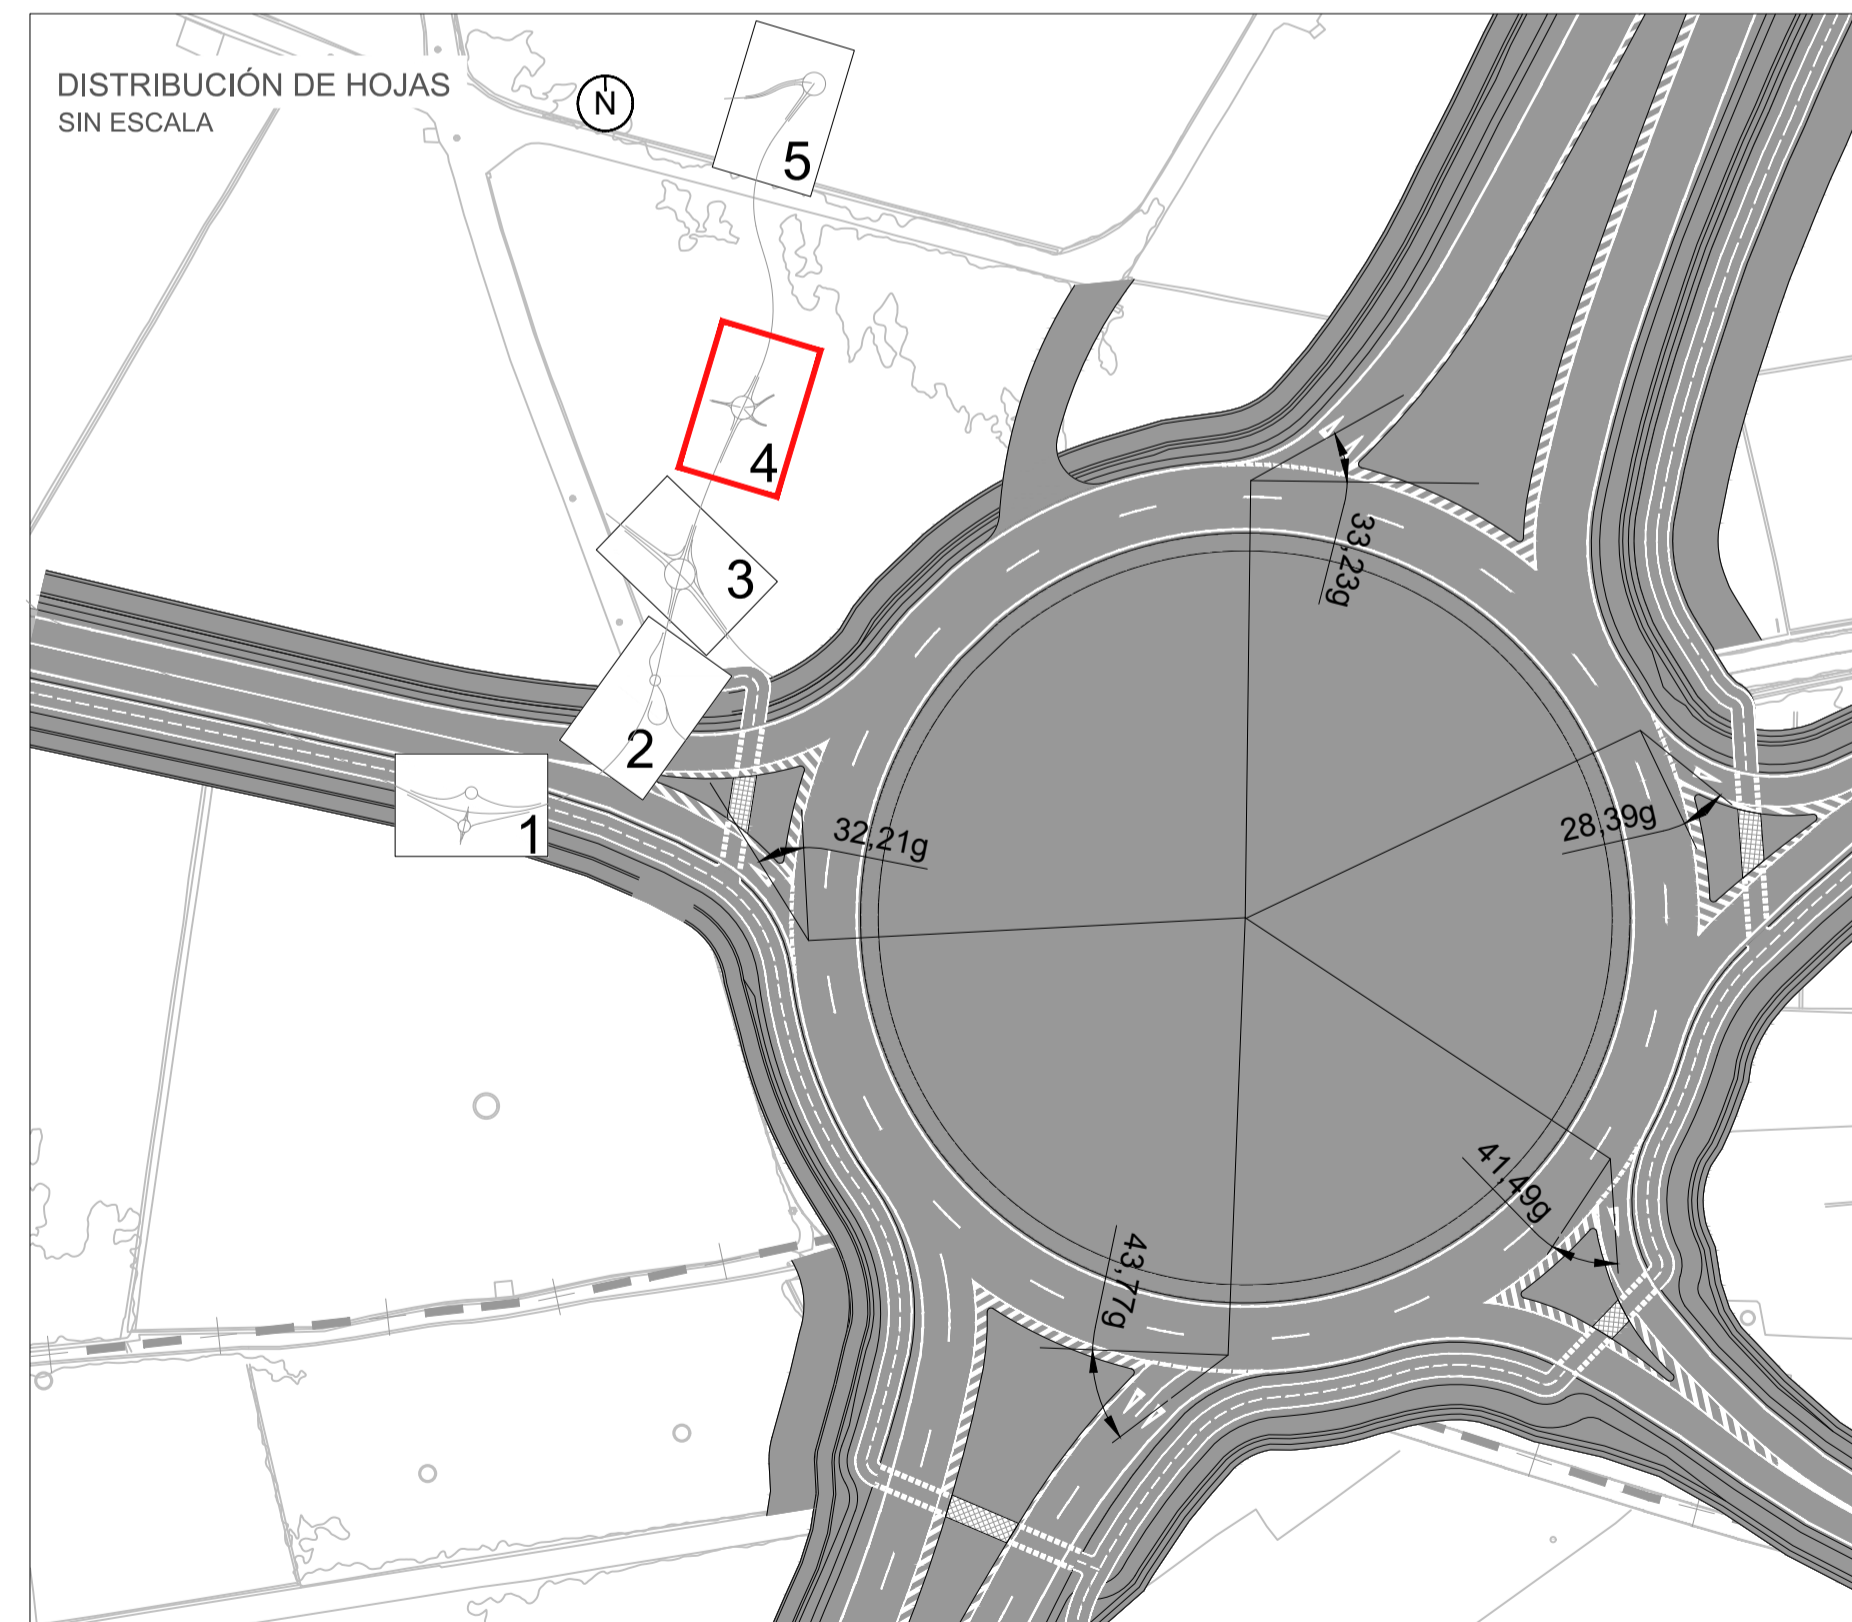 DISTRIBUCIÓN DE HOJAS
SIN ESCALA
N
5
4
3
2
1
33,23g
32,21g
28,39g
41,49g
43,77g